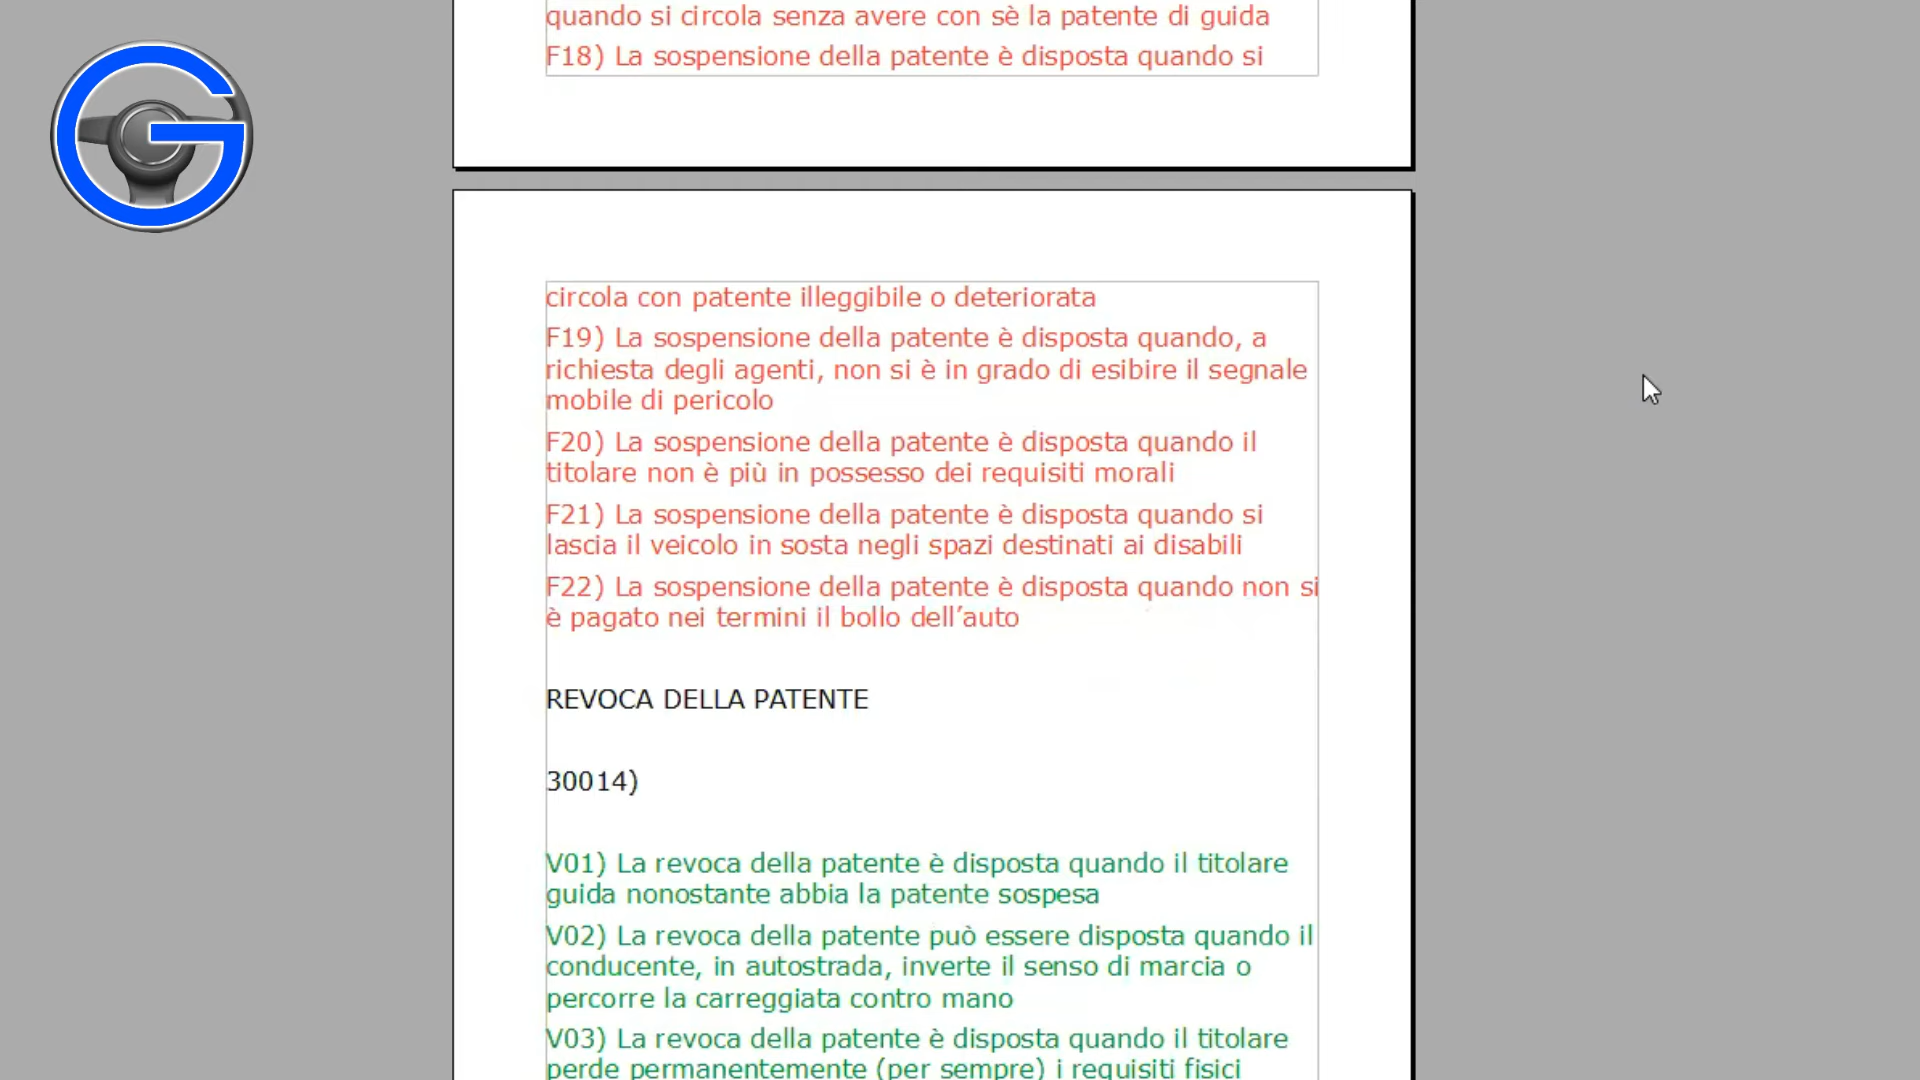 quando si circola senza avere con sè la patente di guida
F18) La sospensione della patente è disposta quando si
circola con patente illeggibile o deteriorata
F19) La sospensione della patente è disposta quando, a
richiesta degli agenti, non si è in grado di esibire il segnale
mobile di pericolo
F20) La sospensione della patente è disposta quando il
titolare non è più in possesso dei requisiti morali
F21) La sospensione della patente è disposta quando si
lascia il veicolo in sosta negli spazi destinati ai disabili
F22) La sospensione della patente è disposta quando non si
è pagato nei termini il bollo dell’auto
REVOCA DELLA PATENTE
30014)
V01) La revoca della patente è disposta quando il titolare
guida nonostante abbia la patente sospesa
V02) La revoca della patente può essere disposta quando il
conducente, in autostrada, inverte il senso di marcia o
percorre la carreggiata contro mano
V03) La revoca della patente è disposta quando il titolare
perde permanentemente (per sempre) i requisiti fisici